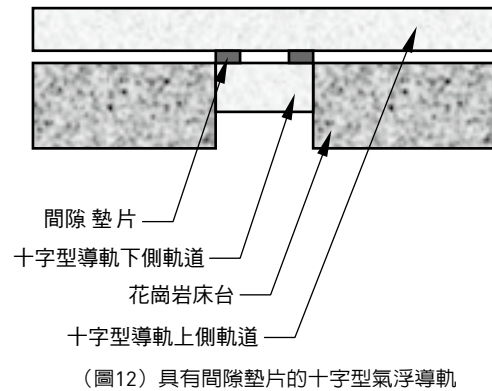 間隙 墊片
十字型導軌下側軌道
花崗岩床台
十字型導軌上側軌道
（圖12）具有間隙墊片的十字型氣浮導軌